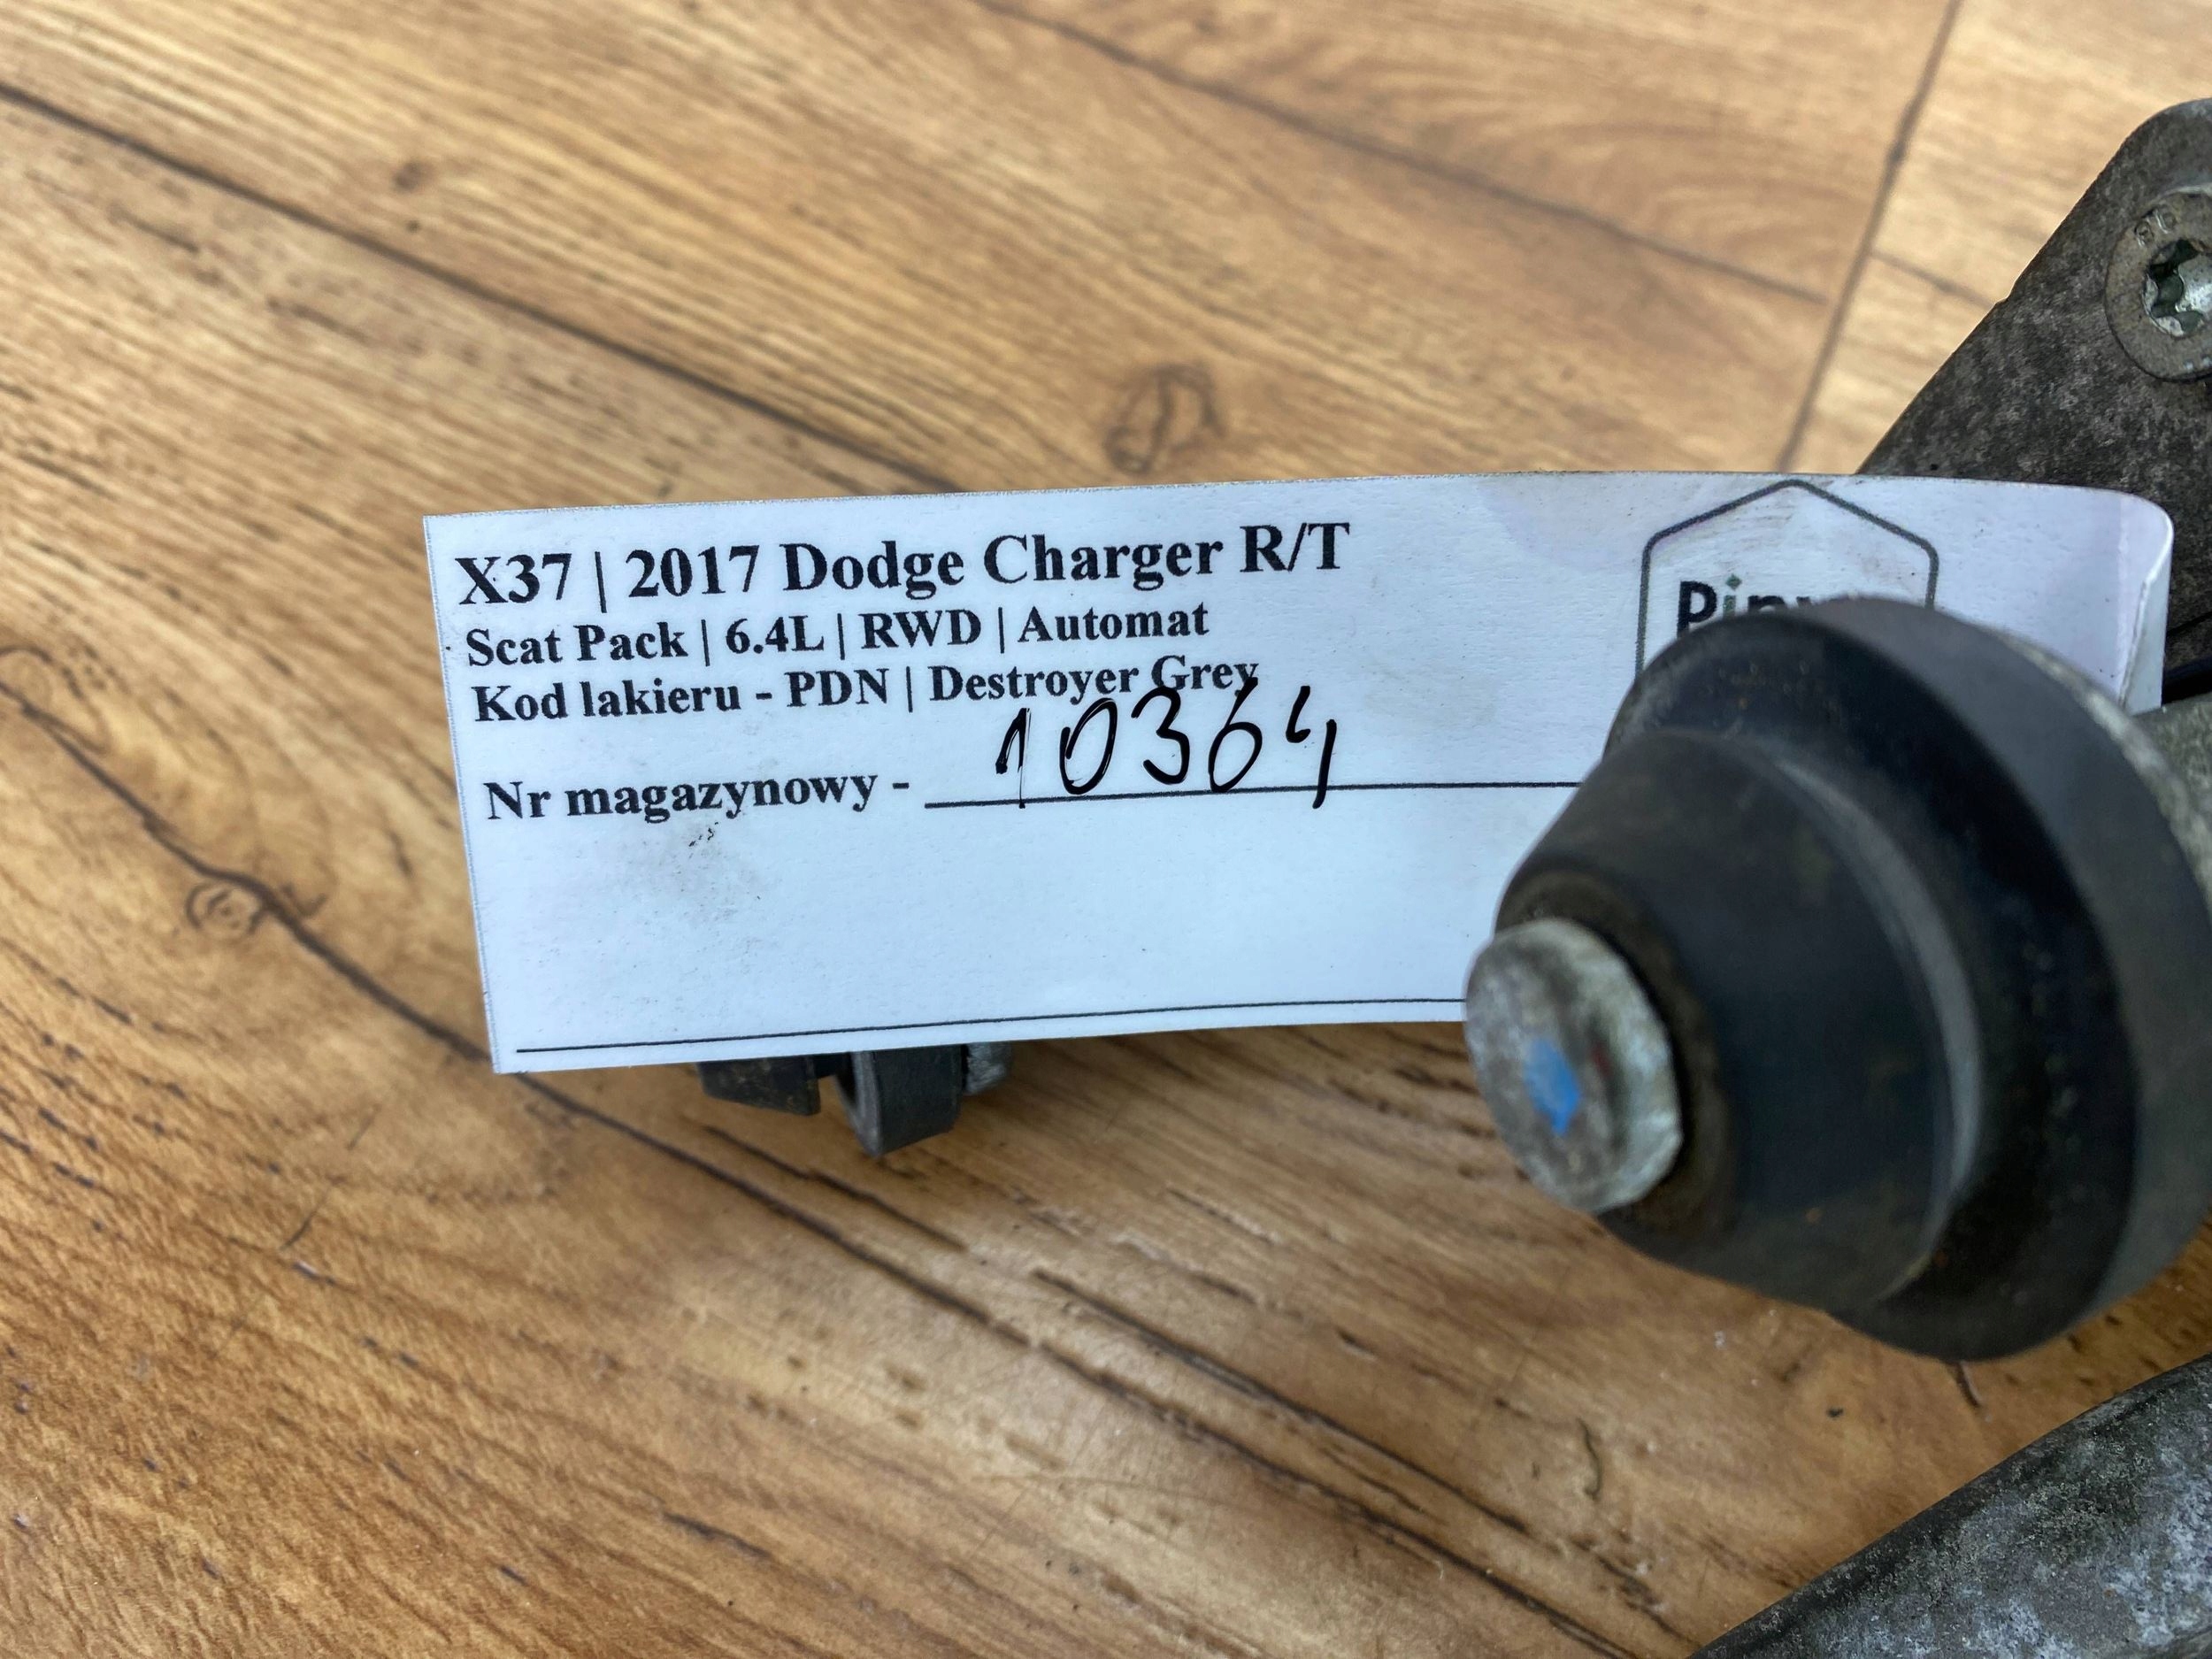 X37 | 2017 Dodge Charger R/T
Scat Pack | 6.4L | RWD | Automat
Kod lakieru - PDN | Destroyer Grey
Nr magazynowy - 10364